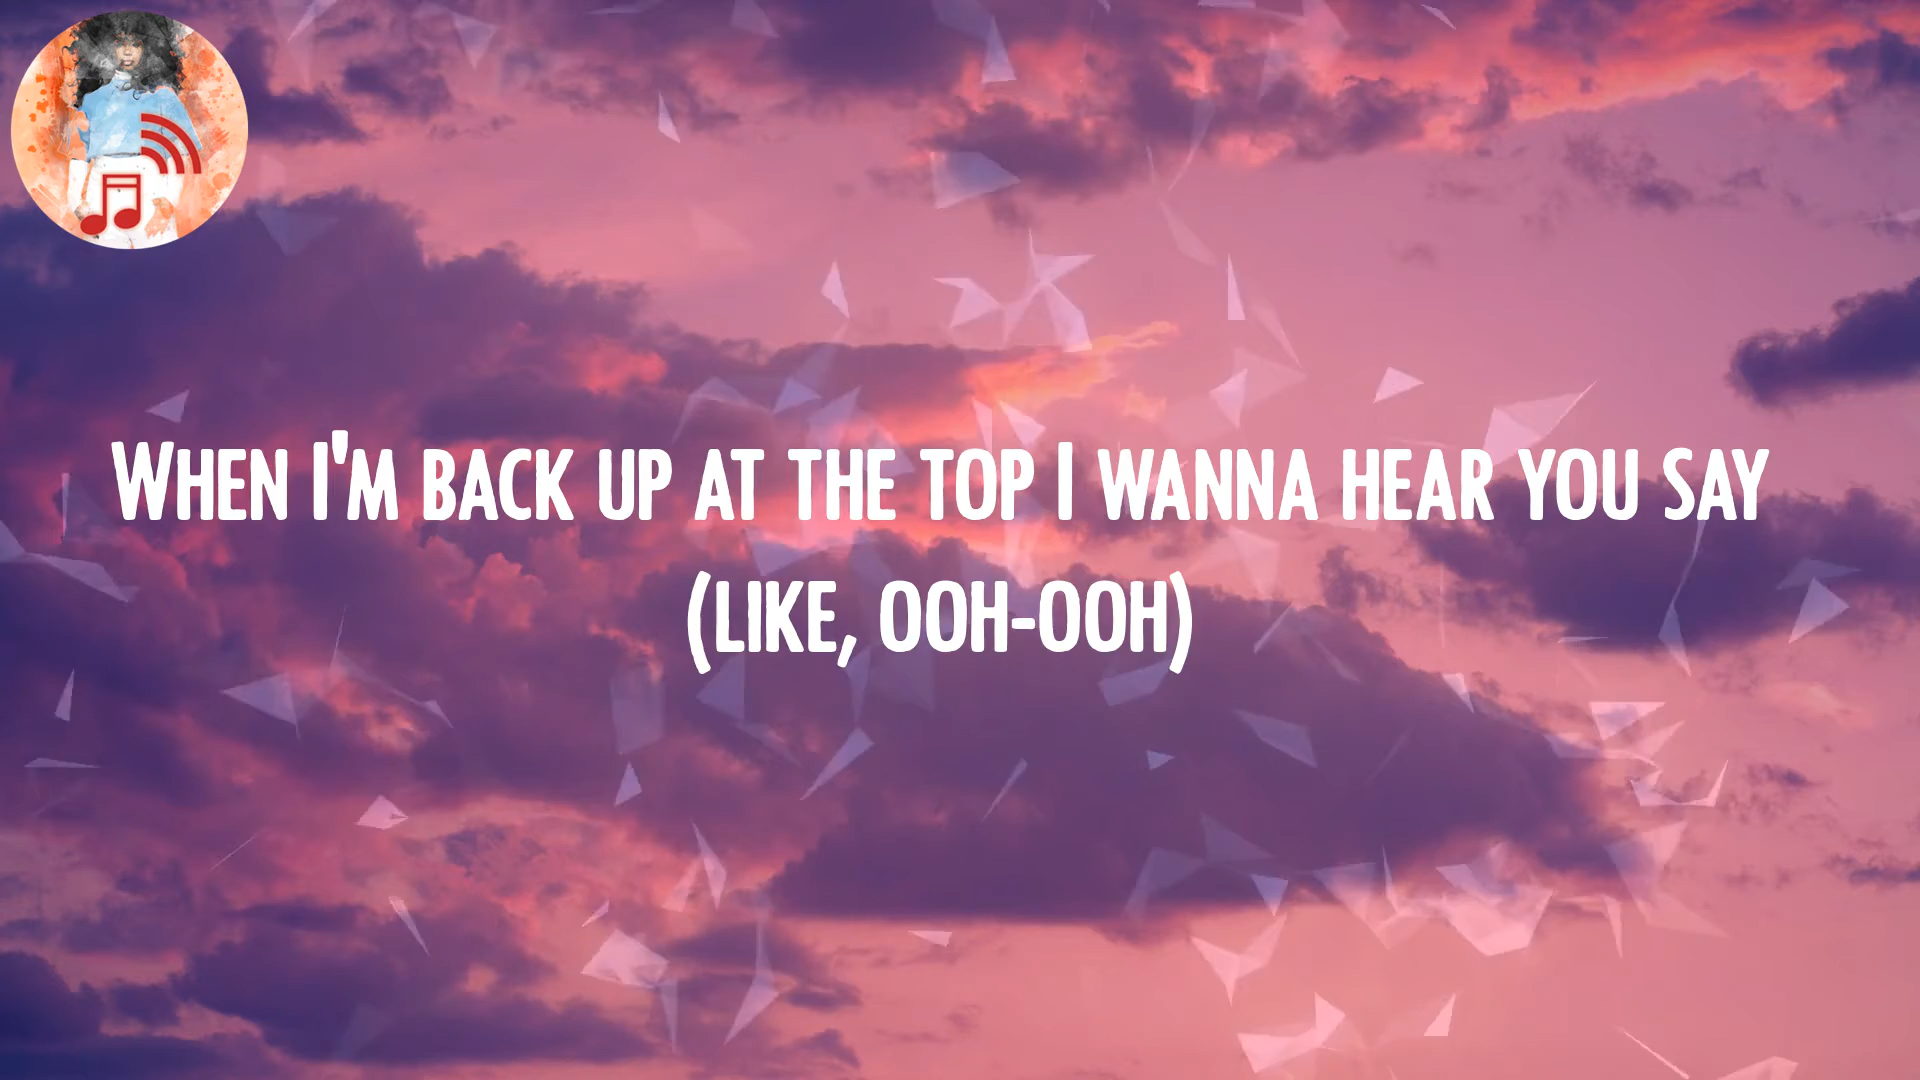 When I'm back up at the top I wanna hear you say
(like, ooh-ooh)